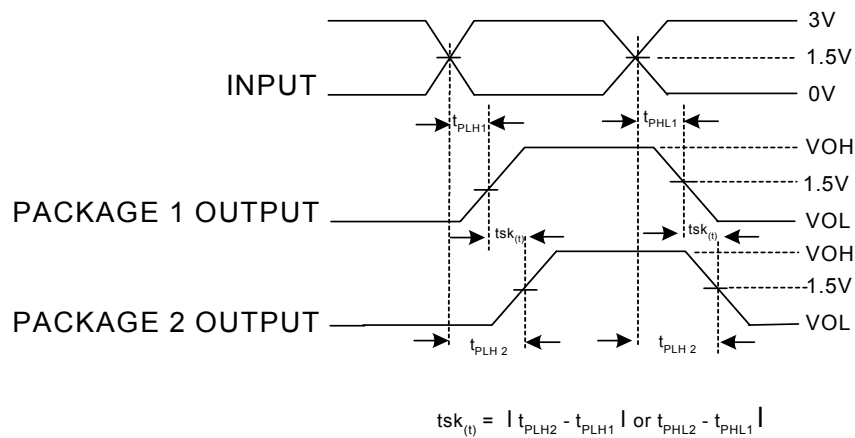 3V
1.5V
INPUT
0V
tPLH1
tPHL1
VOH
1.5V
PACKAGE 1 OUTPUT
VOL
tsk(t)
tsk(t)
VOH
1.5V
PACKAGE 2 OUTPUT
VOL
tPLH 2
tPLH 2
tsk(t) = | tPLH2 - tPLH1 | or tPHL2 - tPHL1 |